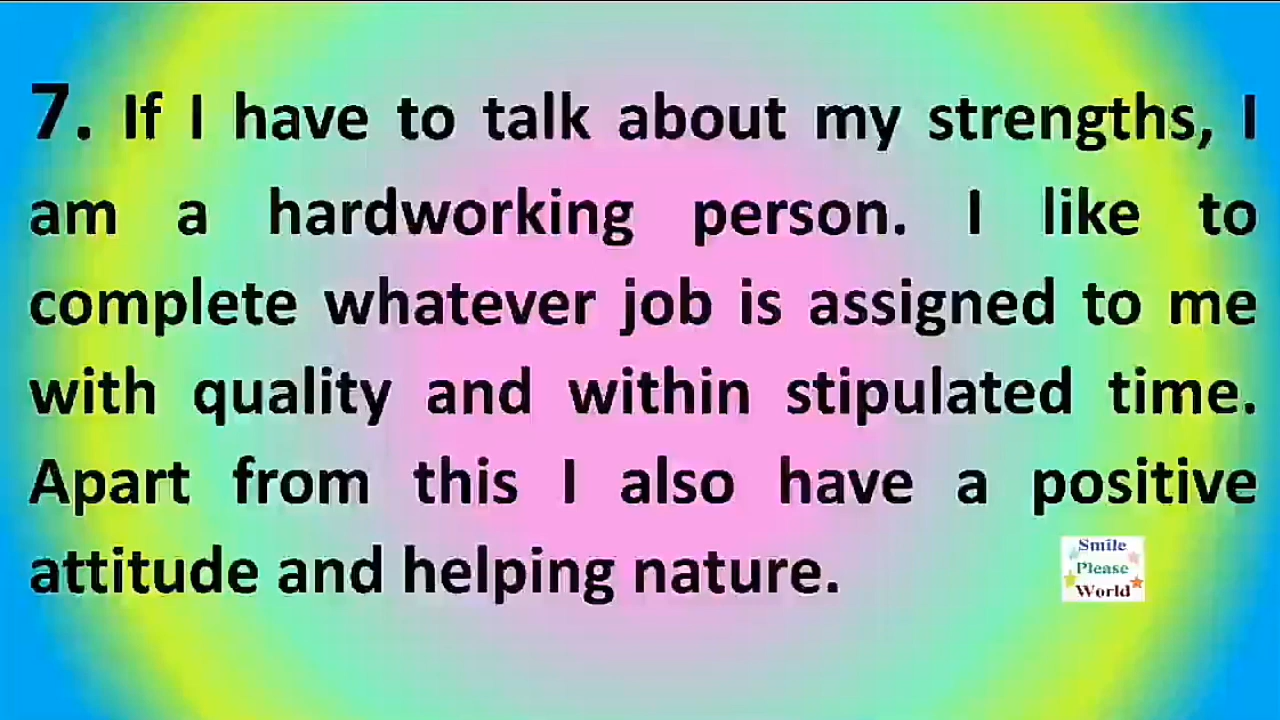 7. If I have to talk about my strengths, I
am a hardworking person. I like to
complete whatever job is assigned to me
with quality and within stipulated time.
Apart from this I also have a positive
attitude and helping nature.
Smile
Please
World